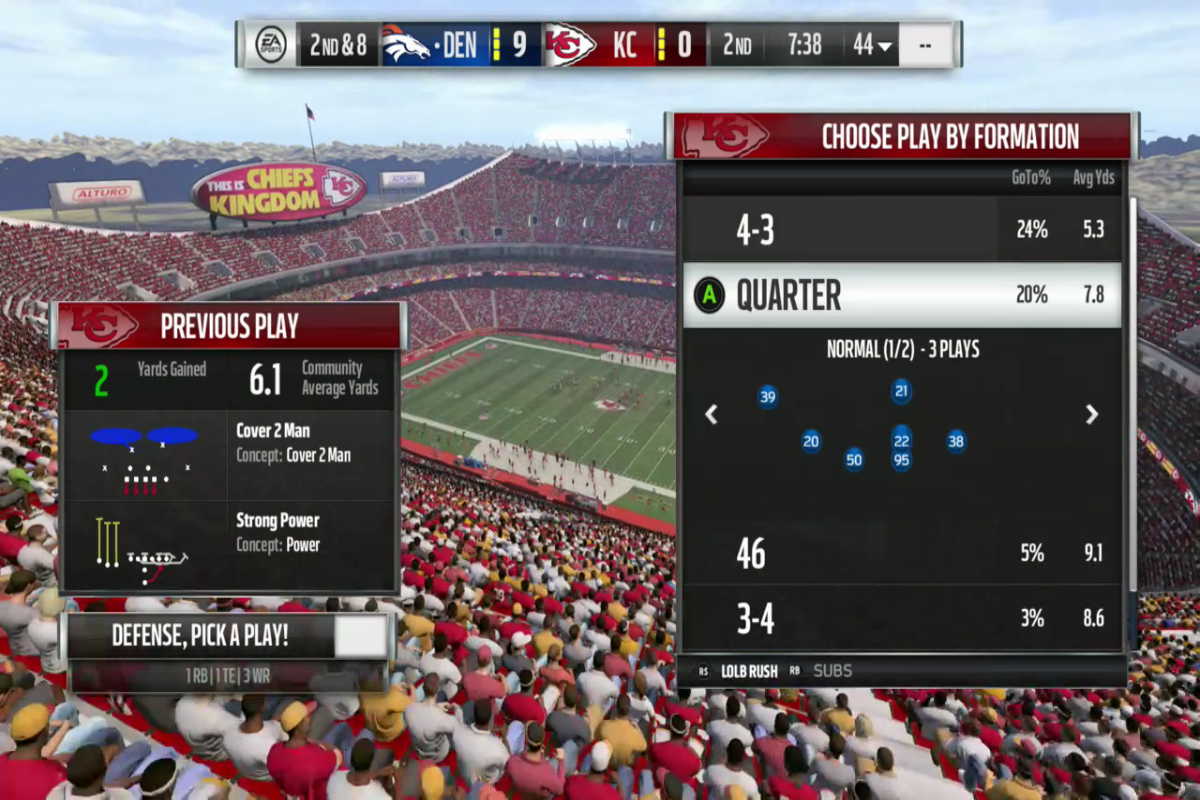 EA SPORTS 2ND & 8 DEN 9 KC 0 2ND 7:38 44 --
CHOOSE PLAY BY FORMATION
GoTo% Avg Yds
4-3 24% 5.3
A QUARTER 20% 7.8
NORMAL (1/2) - 3 PLAYS
39 21
20 22 38
50 95
46 5% 9.1
3-4 3% 8.6
RS LOLB RUSH RB SUBS
ALTURO
THIS IS CHIEFS
KINGDOM
KC
ALTURO
CHIEFS
PREVIOUS PLAY
2 Yards Gained 6.1 Community
Average Yards
Cover 2 Man
Concept: Cover 2 Man
Strong Power
Concept: Power
DEFENSE, PICK A PLAY!
1 RB | 1 TE | 3 WR